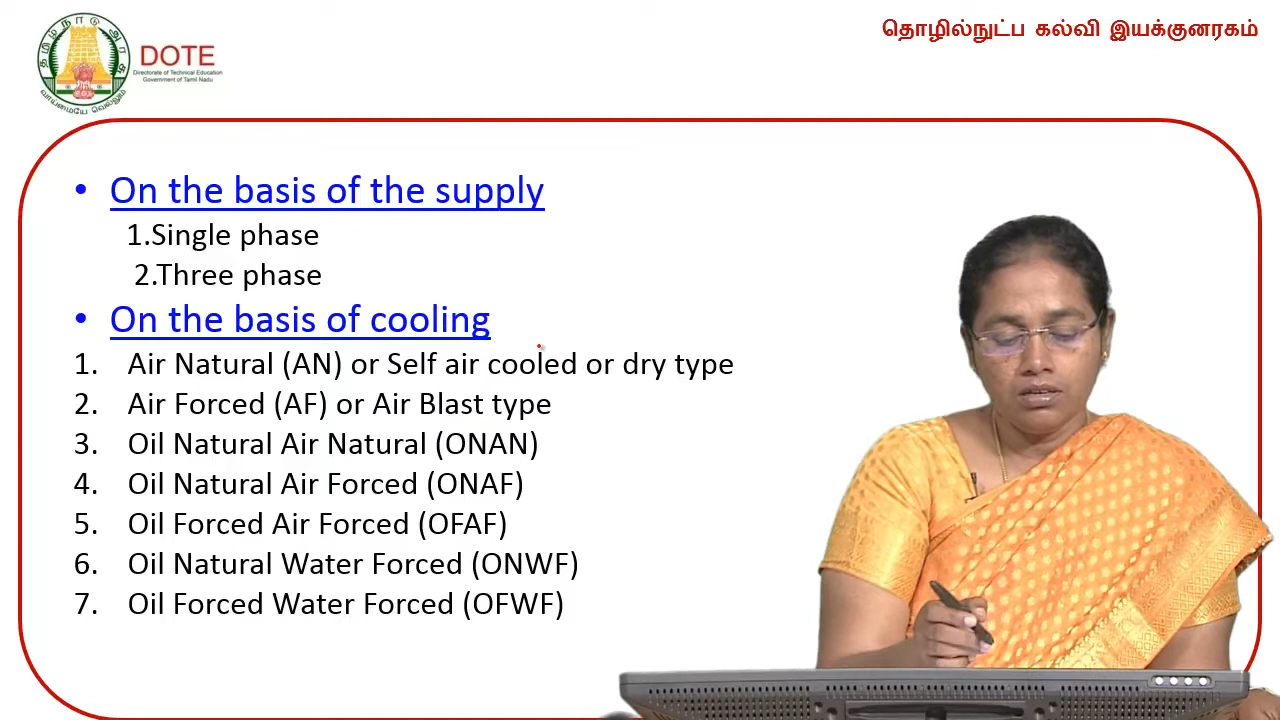 தமிழ்நாடு அரசு
வாய்மையே வெல்லும்
DOTE
Directorate of Technical Education
Government of Tamil Nadu
தொழில்நுட்ப கல்வி இயக்குனரகம்
• On the basis of the supply
1.Single phase
2.Three phase
• On the basis of cooling
1. Air Natural (AN) or Self air cooled or dry type
2. Air Forced (AF) or Air Blast type
3. Oil Natural Air Natural (ONAN)
4. Oil Natural Air Forced (ONAF)
5. Oil Forced Air Forced (OFAF)
6. Oil Natural Water Forced (ONWF)
7. Oil Forced Water Forced (OFWF)